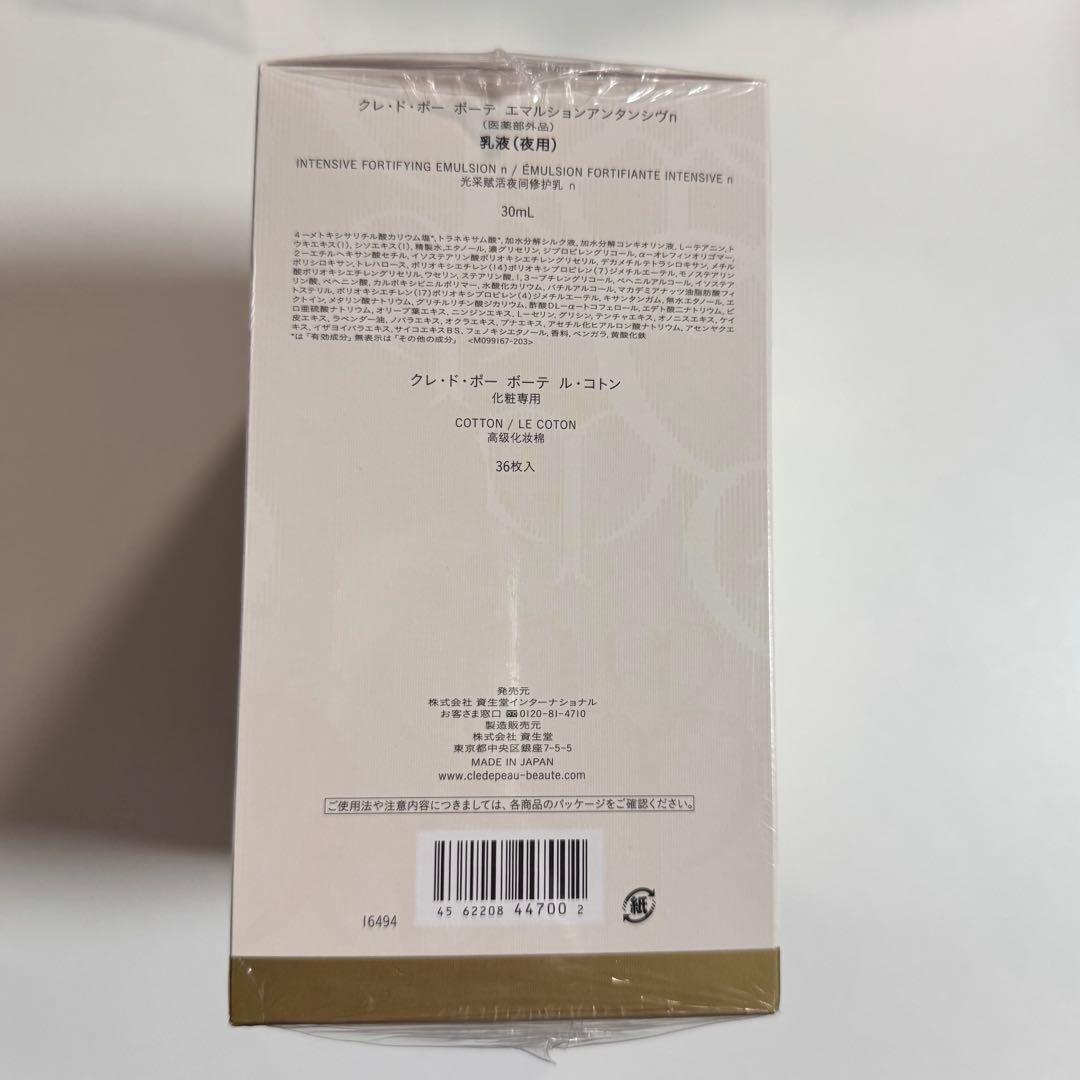 クレ・ド・ポー ボーテ エマルションアンタンシヴn
(医薬部外品)
乳液(夜用)
INTENSIVE FORTIFYING EMULSION n / ÉMULSION FORTIFIANTE INTENSIVE n
光采赋活夜间修护乳 n
30mL
4-メトキシサリチル酸カリウム塩*,トラネキサム酸*,加水分解シルク液,加水分解コンキオリン液,L-テアニン,ト
ウキエキス(1),シソエキス(1),精製水,エタノール,濃グリセリン,ジプロピレングリコール,α-オレフィンオリゴマー,
2-エチルヘキサン酸セチル,イソステアリン酸ポリオキシエチレングリセリル,デカメチルテトラシロキサン,メチル
ポリシロキサン,トレハロース,ポリオキシエチレン(14)ポリオキシプロピレン(7)ジメチルエーテル,モノステアリン
酸ポリオキシエチレングリセリル,ワセリン,ステアリン酸,1,3-ブチレングリコール,ベヘニルアルコール,イソステア
リン酸,ベヘニン酸,カルボキシビニルポリマー,水酸化カリウム,バチルアルコール,マカデミアナッツ油脂肪酸フィ
トステリル,ポリオキシエチレン(17)ポリオキシプロピレン(4)ジメチルエーテル,キサンタンガム,無水エタノール,エ
クトイン,メタリン酸ナトリウム,グリチルリチン酸ジカリウム,酢酸DL-α-トコフェロール,エデト酸二ナトリウム,ピ
ロ亜硫酸ナトリウム,オリーブ葉エキス,ニンジンエキス,L-セリン,グリシン,テンチャエキス,オノニスエキス,ケイ
皮エキス,ラベンダー油,ノバラエキス,オクラエキス,ブナエキス,アセチル化ヒアルロン酸ナトリウム,アセンヤクエ
キス,イザヨイバラエキス,サイコエキスBS,フェノキシエタノール,香料,ベンガラ,黄酸化鉄
*は「有効成分」無表示は「その他の成分」 <M099167-203>
クレ・ド・ポー ボーテ ル・コトン
化粧専用
COTTON / LE COTON
高级化妆棉
36枚入
発売元
株式会社 資生堂インターナショナル
お客さま窓口 0120-81-4710
製造販売元
株式会社 資生堂
東京都中央区銀座7-5-5
MADE IN JAPAN
www.cledepeau-beaute.com
ご使用法や注意内容につきましては、各商品のパッケージをご確認ください。
45 62208 44700 2
紙
16494